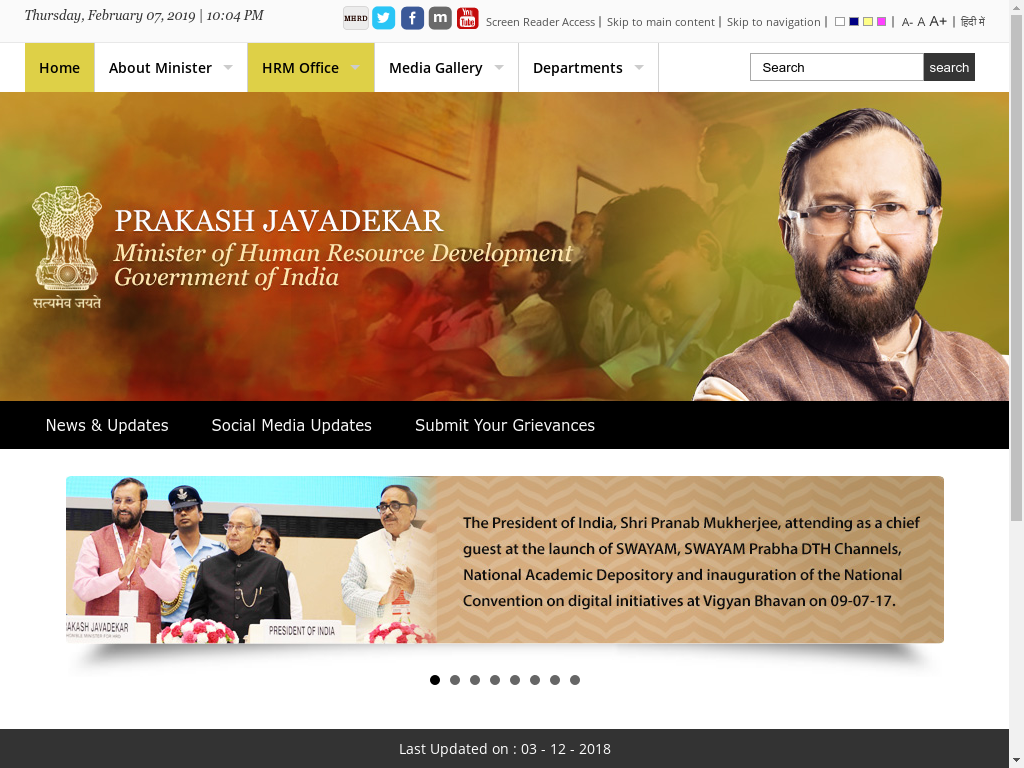 Thursday, February 07, 2019 | 10:04 PM
MHRD
m
You Tube
Screen Reader Access | Skip to main content | Skip to navigation | | A- A A+ | हिंदी में
Home About Minister HRM Office Media Gallery Departments
Search search
PRAKASH JAVADEKAR
Minister of Human Resource Development
Government of India
सत्यमेव जयते
News & Updates Social Media Updates Submit Your Grievances
The President of India, Shri Pranab Mukherjee, attending as a chief
guest at the launch of SWAYAM, SWAYAM Prabha DTH Channels,
National Academic Depository and inauguration of the National
Convention on digital initiatives at Vigyan Bhavan on 09-07-17.
JAVADEKAR
PRESIDENT OF INDIA
Last Updated on : 03 - 12 - 2018